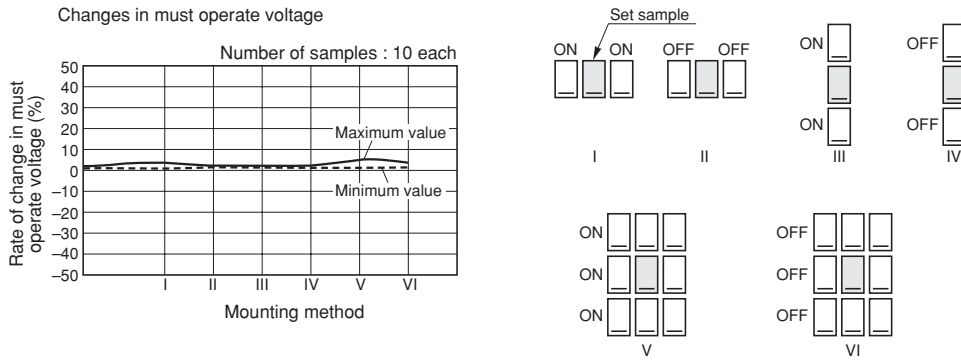 Changes in must operate voltage
Number of samples : 10 each
Rate of change in must
operate voltage (%)
50
40
30
20
10
0
–10
–20
–30
–40
–50
Maximum value
Minimum value
I II III IV V VI
Mounting method
Set sample
ON ON
I
OFF OFF
II
ON
ON
III
OFF
OFF
IV
ON
ON
ON
V
OFF
OFF
OFF
VI